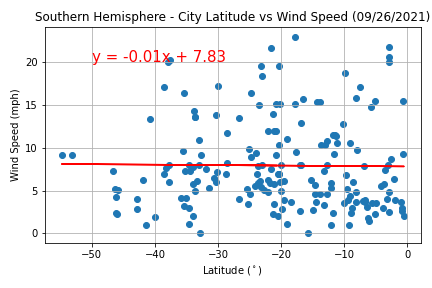 Southern Hemisphere - City Latitude vs Wind Speed (09/26/2021)
y = -0.01x + 7.83
Wind Speed (mph)
20
15
10
5
0
−50
−40
−30
−20
−10
0
Latitude (°)